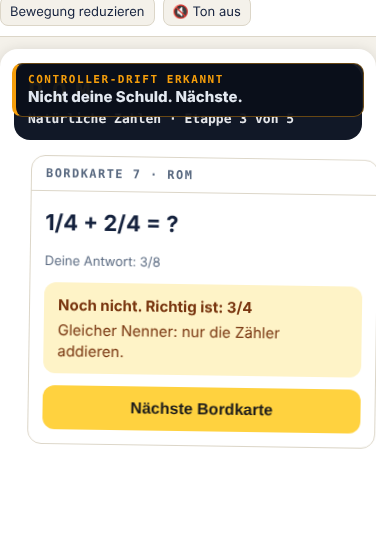 Bewegung reduzieren
🔇 Ton aus
CONTROLLER-DRIFT ERKANNT
Nicht deine Schuld. Nächste.
Natürliche Zahlen · Etappe 3 von 5
BORDKARTE 7 · ROM
1/4 + 2/4 = ?
Deine Antwort: 3/8
Noch nicht. Richtig ist: 3/4
Gleicher Nenner: nur die Zähler
addieren.
Nächste Bordkarte